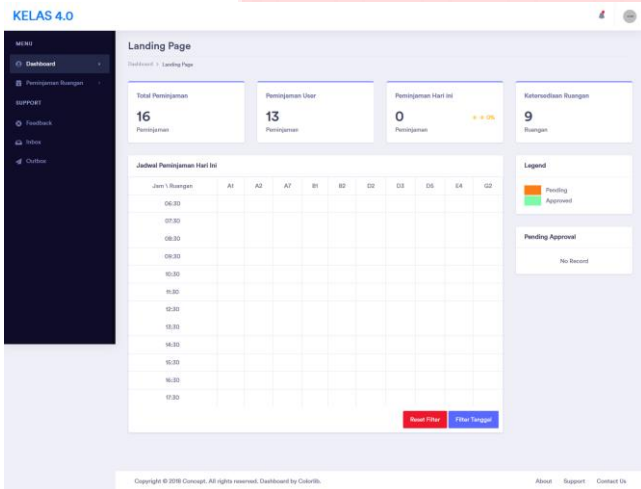 KELAS 4.0
MENU
Dashboard
Peminjaman Ruangan
SUPPORT
Feedback
Inbox
Outbox
Landing Page
Dashboard > Landing Page
Total Peminjaman
16
Peminjaman
Peminjaman User
13
Peminjaman
Peminjaman Hari ini
0
Peminjaman
Ketersediaan Ruangan
9
Ruangan
Jadwal Peminjaman Hari Ini
Jam \ Ruangan A1 A2 A7 B1 B2 D2 D3 D5 E4 G2
06:30
07:30
08:30
09:30
10:30
11:30
12:30
13:30
14:30
15:30
16:30
17:30
Reset Filter Filter Tanggal
Legend
Pending
Approved
Pending Approval
No Record
Copyright © 2018 Concept. All rights reserved. Dashboard by Colorlib.
About Support Contact Us